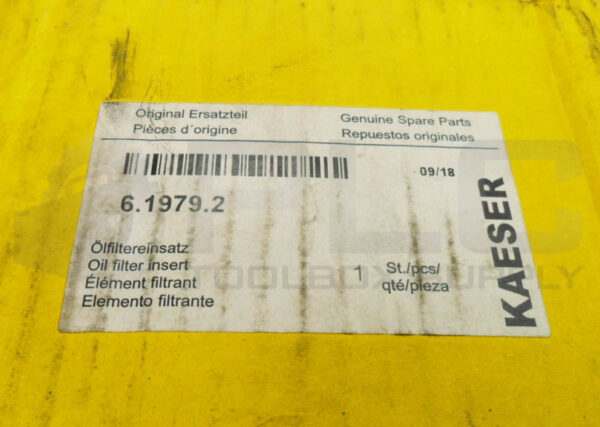 Original Ersatzteil
Pièces d´origine
Genuine Spare Parts
Repuestos originales
09/18
6.1979.2
Ölfiltereinsatz
Oil filter insert
Élément filtrant
Elemento filtrante
1 St./pcs/
qté/pieza
KAESER
PLC
TOOLBOX SUPPLY